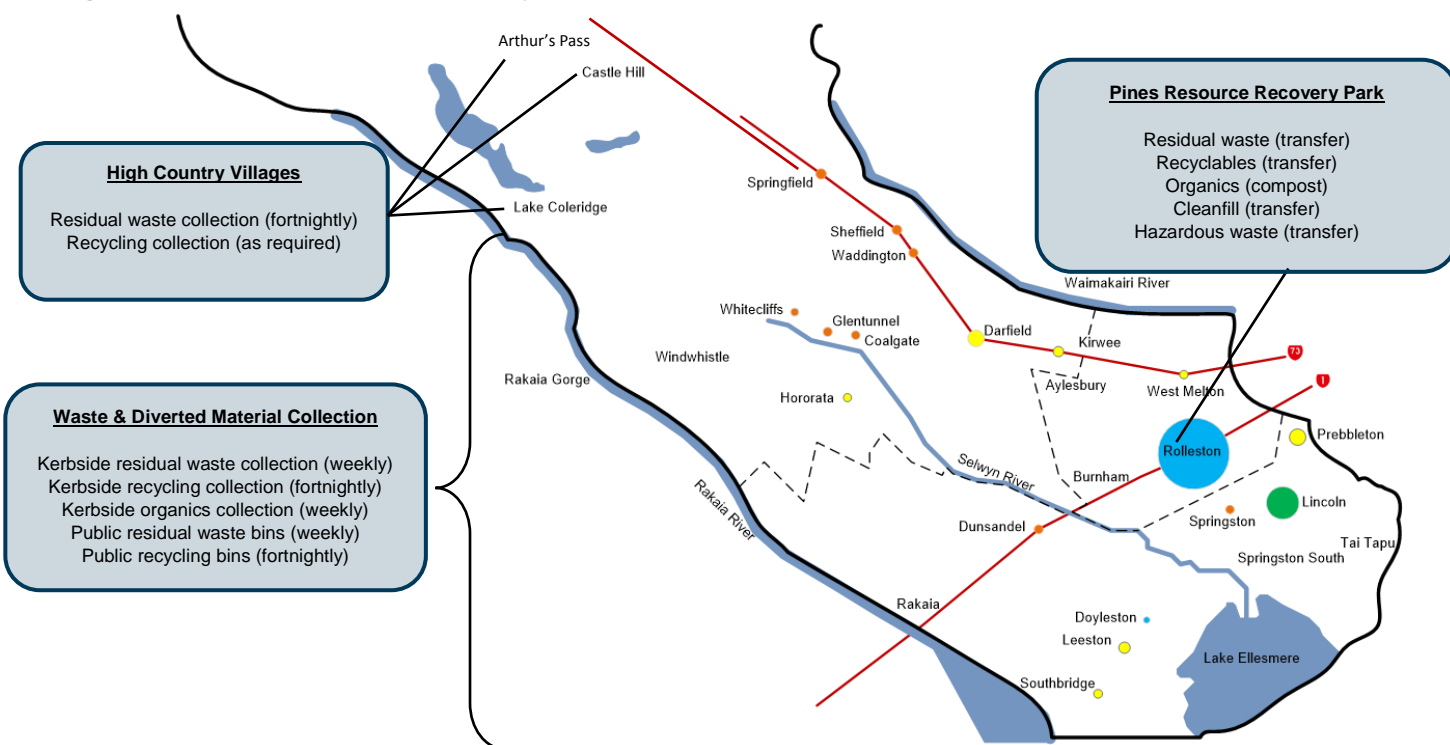 Arthur's Pass
Castle Hill
High Country Villages
Residual waste collection (fortnightly)
Recycling collection (as required)
Lake Coleridge
Pines Resource Recovery Park
Residual waste (transfer)
Recyclables (transfer)
Organics (compost)
Cleanfill (transfer)
Hazardous waste (transfer)
Springfield
Sheffield
Waddington
Waimakairi River
Whitecliffs
Glentunnel
Coalgate
Darfield
Kirwee
73
Windwhistle
Rakaia Gorge
Aylesbury
West Melton
1
Hororata
Waste & Diverted Material Collection
Kerbside residual waste collection (weekly)
Kerbside recycling collection (fortnightly)
Kerbside organics collection (weekly)
Public residual waste bins (weekly)
Public recycling bins (fortnightly)
Prebbleton
Rolleston
Burnham
Selwyn River
Rakaia River
Lincoln
Dunsandel
Springston
Tai Tapu
Springston South
Rakaia
Doyleston
Leeston
Lake Ellesmere
Southbridge